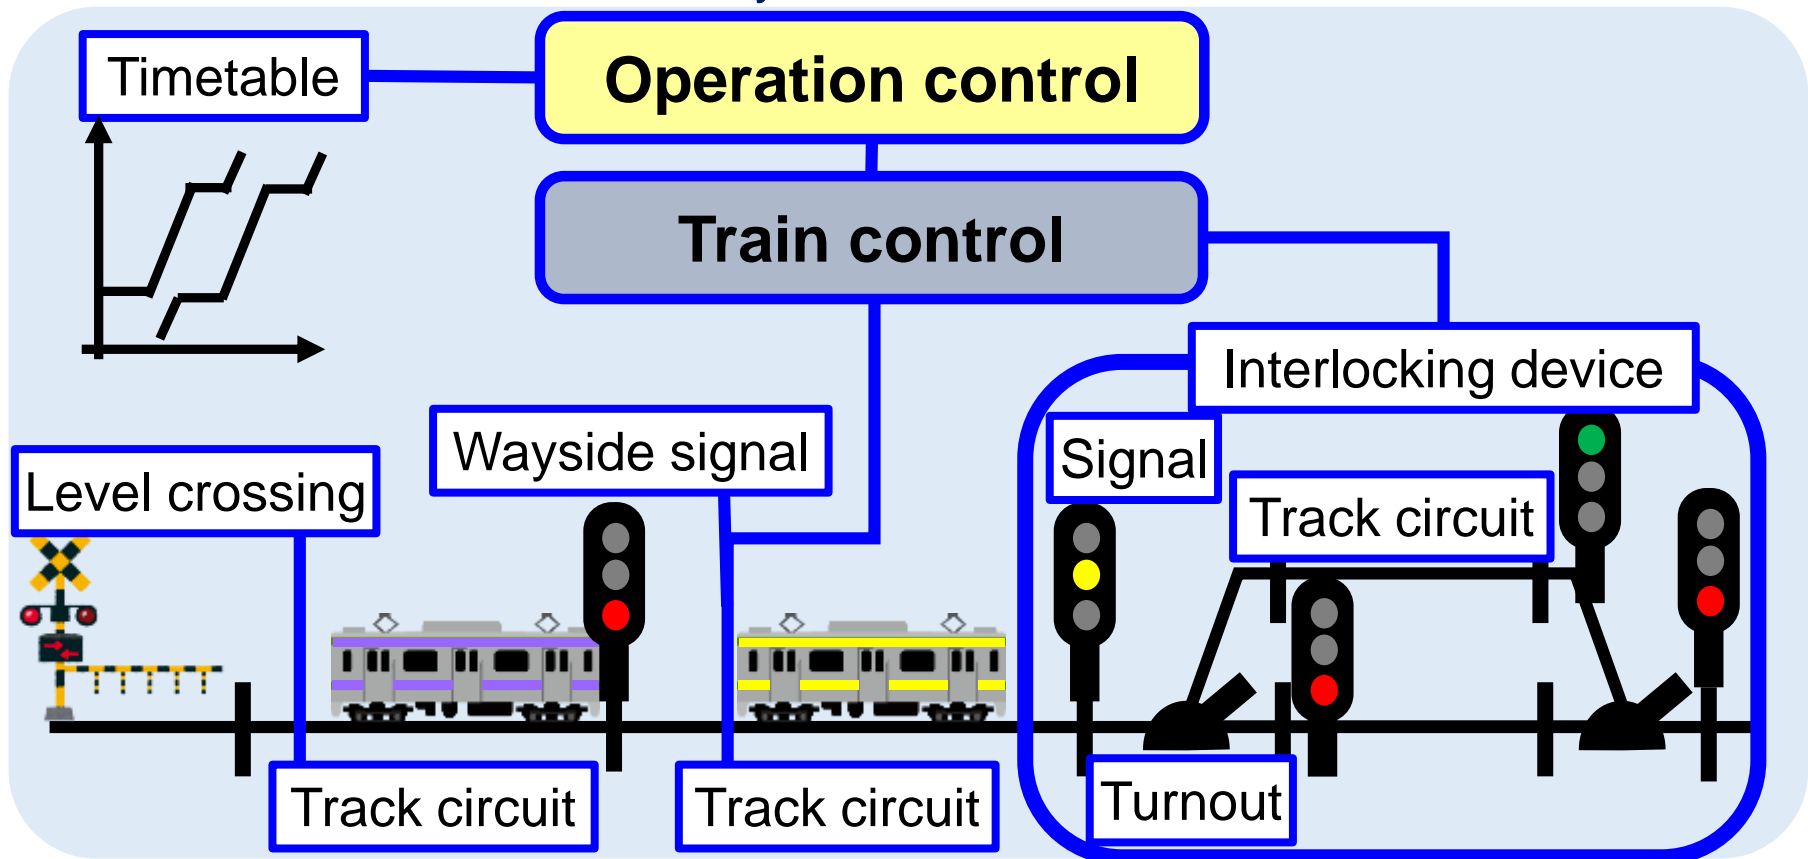 Timetable
Operation control
Train control
Interlocking device
Wayside signal
Signal
Level crossing
Track circuit
Track circuit
Track circuit
Turnout